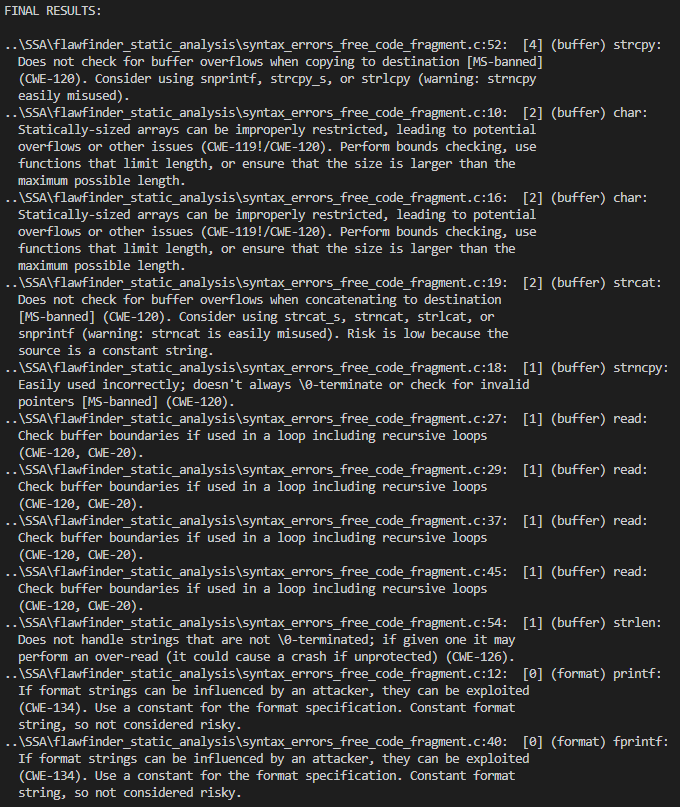 FINAL RESULTS:
..\SSA\flawfinder_static_analysis\syntax_errors_free_code_fragment.c:52:  [4] (buffer) strcpy:
Does not check for buffer overflows when copying to destination [MS-banned]
(CWE-120). Consider using snprintf, strcpy_s, or strlcpy (warning: strncpy
easily misused).
..\SSA\flawfinder_static_analysis\syntax_errors_free_code_fragment.c:10:  [2] (buffer) char:
Statically-sized arrays can be improperly restricted, leading to potential
overflows or other issues (CWE-119!/CWE-120). Perform bounds checking, use
functions that limit length, or ensure that the size is larger than the
maximum possible length.
..\SSA\flawfinder_static_analysis\syntax_errors_free_code_fragment.c:16:  [2] (buffer) char:
Statically-sized arrays can be improperly restricted, leading to potential
overflows or other issues (CWE-119!/CWE-120). Perform bounds checking, use
functions that limit length, or ensure that the size is larger than the
maximum possible length.
..\SSA\flawfinder_static_analysis\syntax_errors_free_code_fragment.c:19:  [2] (buffer) strcat:
Does not check for buffer overflows when concatenating to destination
[MS-banned] (CWE-120). Consider using strcat_s, strncat, strlcat, or
snprintf (warning: strncat is easily misused). Risk is low because the
source is a constant string.
..\SSA\flawfinder_static_analysis\syntax_errors_free_code_fragment.c:18:  [1] (buffer) strncpy:
Easily used incorrectly; doesn't always \0-terminate or check for invalid
pointers [MS-banned] (CWE-120).
..\SSA\flawfinder_static_analysis\syntax_errors_free_code_fragment.c:27:  [1] (buffer) read:
Check buffer boundaries if used in a loop including recursive loops
(CWE-120, CWE-20).
..\SSA\flawfinder_static_analysis\syntax_errors_free_code_fragment.c:29:  [1] (buffer) read:
Check buffer boundaries if used in a loop including recursive loops
(CWE-120, CWE-20).
..\SSA\flawfinder_static_analysis\syntax_errors_free_code_fragment.c:37:  [1] (buffer) read:
Check buffer boundaries if used in a loop including recursive loops
(CWE-120, CWE-20).
..\SSA\flawfinder_static_analysis\syntax_errors_free_code_fragment.c:45:  [1] (buffer) read:
Check buffer boundaries if used in a loop including recursive loops
(CWE-120, CWE-20).
..\SSA\flawfinder_static_analysis\syntax_errors_free_code_fragment.c:54:  [1] (buffer) strlen:
Does not handle strings that are not \0-terminated; if given one it may
perform an over-read (it could cause a crash if unprotected) (CWE-126).
..\SSA\flawfinder_static_analysis\syntax_errors_free_code_fragment.c:12:  [0] (format) printf:
If format strings can be influenced by an attacker, they can be exploited
(CWE-134). Use a constant for the format specification. Constant format
string, so not considered risky.
..\SSA\flawfinder_static_analysis\syntax_errors_free_code_fragment.c:40:  [0] (format) fprintf:
If format strings can be influenced by an attacker, they can be exploited
(CWE-134). Use a constant for the format specification. Constant format
string, so not considered risky.